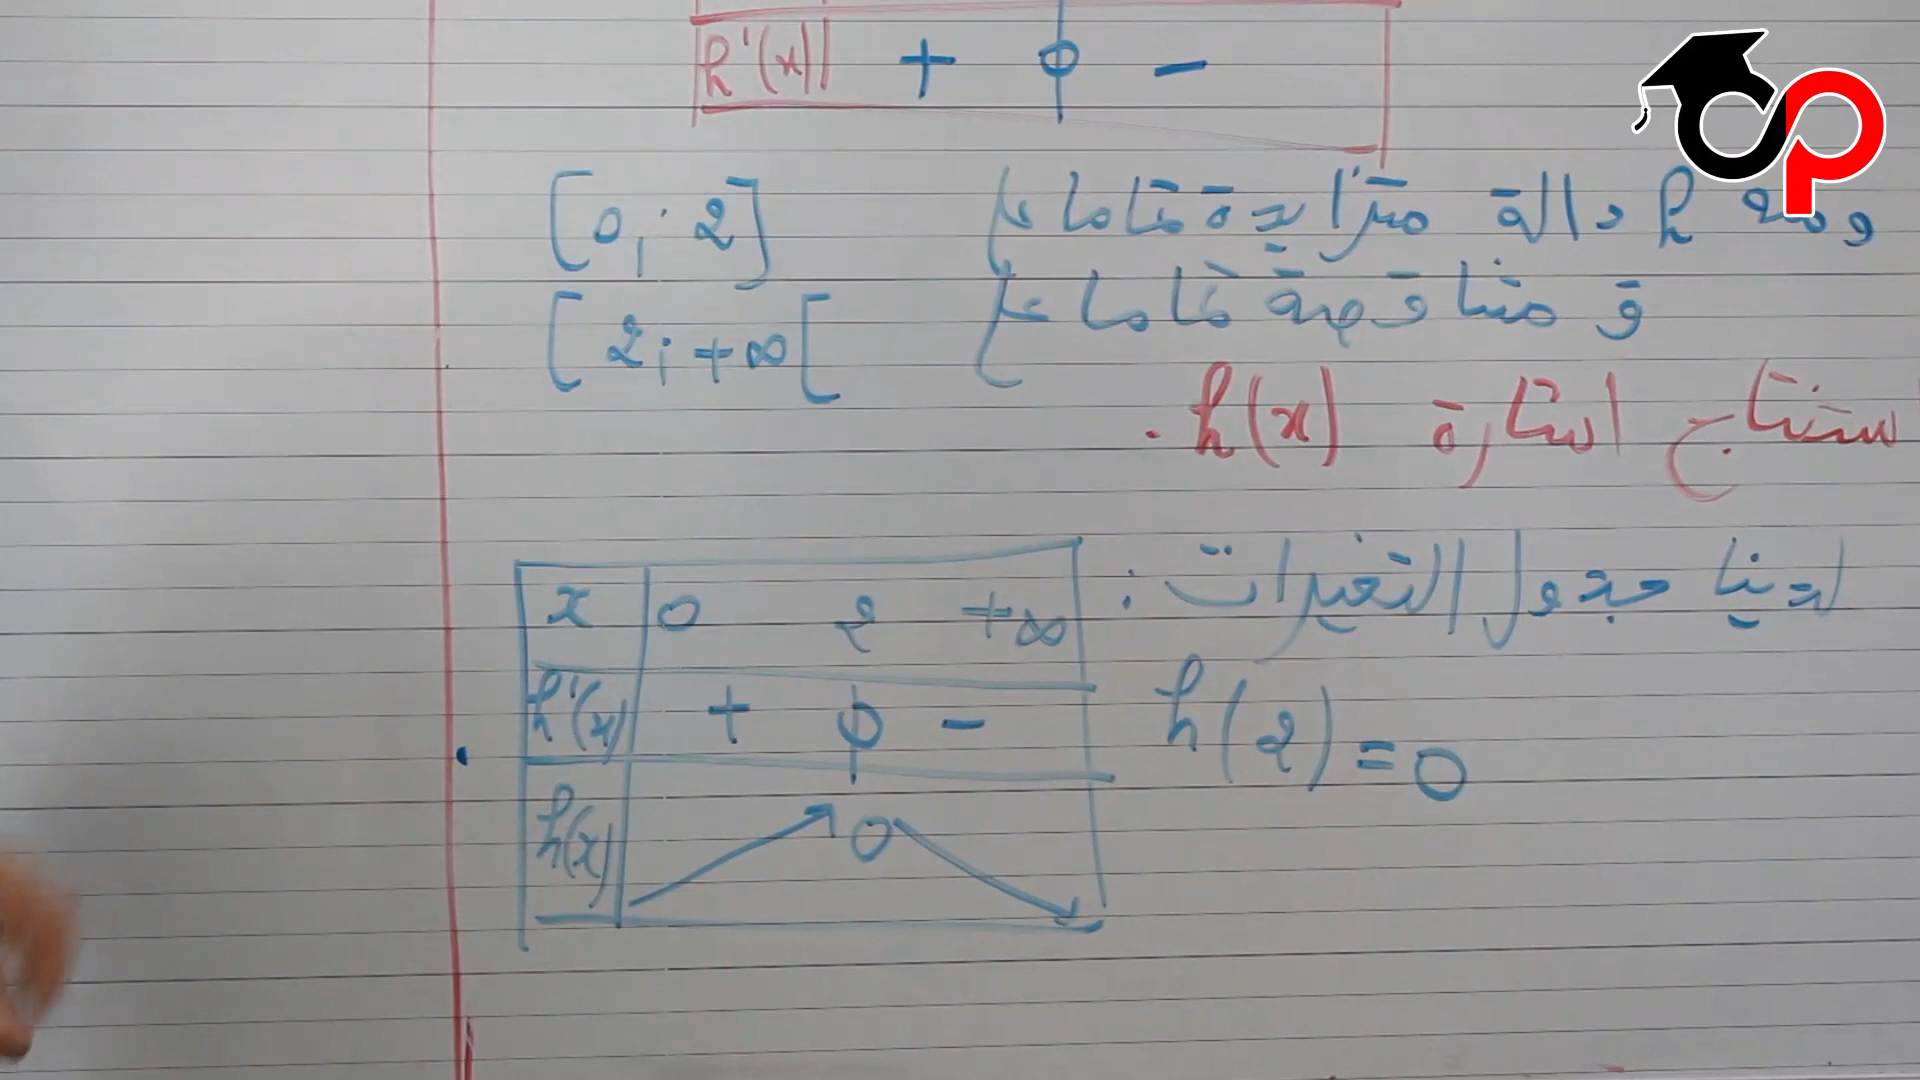 h'(x) + 0 -
ومنه h دالة متزايدة تماما على [0 ; 2]
و متناقصة تماما على [2 ; +∞[
ستنتاج اشارة h(x) .
لدينا جدول التغيرات :
x 0 2 +∞
h'(x) + 0 -
h(2) = 0
h(x) 0